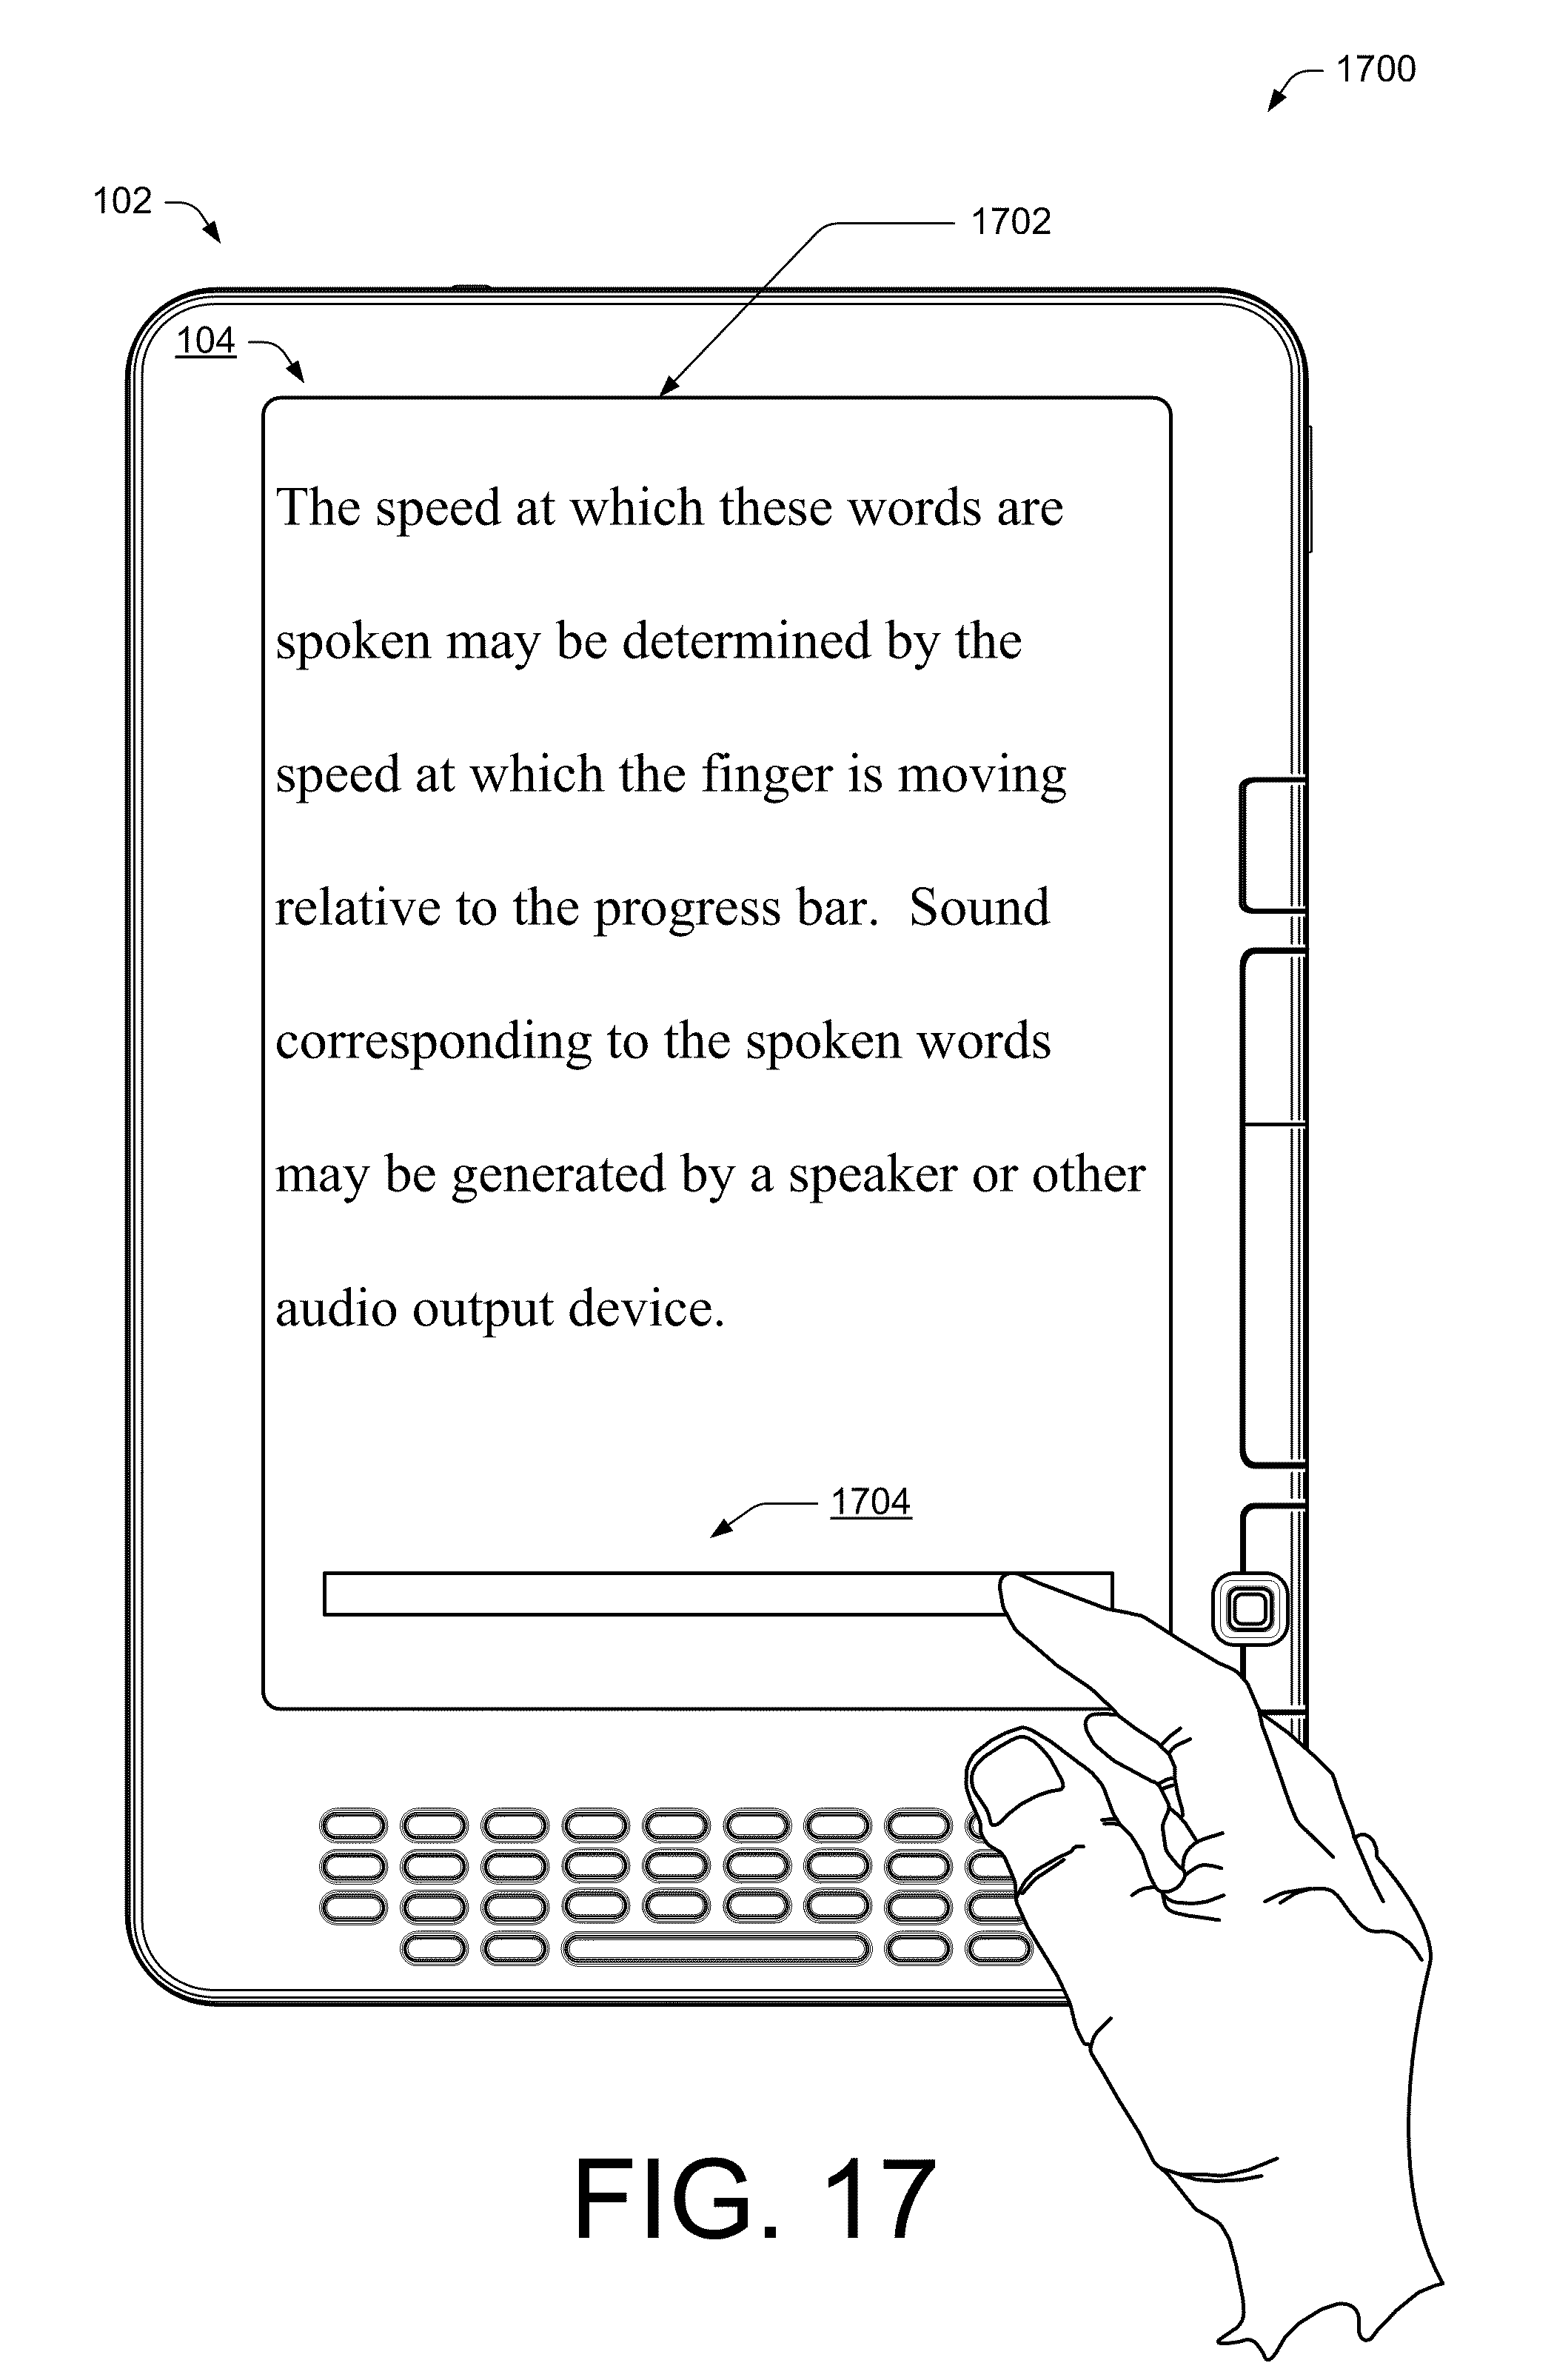 1700
102
1702
104
The speed at which these words are
spoken may be determined by the
speed at which the finger is moving
relative to the progress bar.  Sound
corresponding to the spoken words
may be generated by a speaker or other
audio output device.
1704
FIG. 17